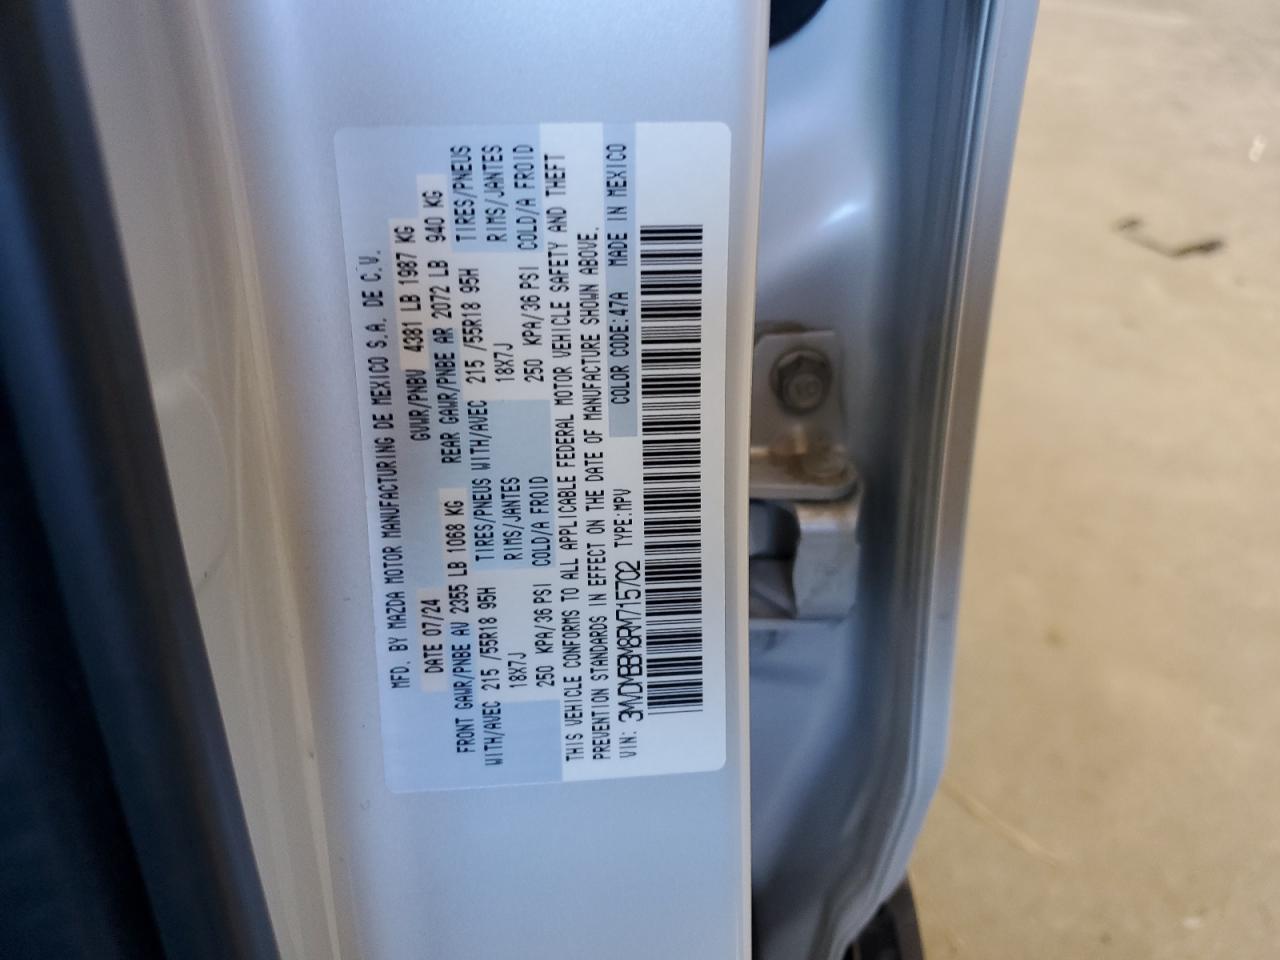 MFD. BY MAZDA MOTOR MANUFACTURING DE MEXICO S.A. DE C.V.
DATE 07/24 GVWR/PNBV 4381 LB 1987 KG
FRONT GAWR/PNBE AV 2355 LB 1068 KG REAR GAWR/PNBE AR 2072 LB 940 KG
WITH/AVEC 215 /55R18 95H TIRES/PNEUS WITH/AVEC 215 /55R18 95H TIRES/PNEUS
18X7J RIMS/JANTES 18X7J RIMS/JANTES
250 KPA/36 PSI COLD/A FROID 250 KPA/36 PSI COLD/A FROID
THIS VEHICLE CONFORMS TO ALL APPLICABLE FEDERAL MOTOR VEHICLE SAFETY AND THEFT
PREVENTION STANDARDS IN EFFECT ON THE DATE OF MANUFACTURE SHOWN ABOVE.
VIN: 3MVDMBBM8RM715702 TYPE:MPV COLOR CODE:47A MADE IN MEXICO